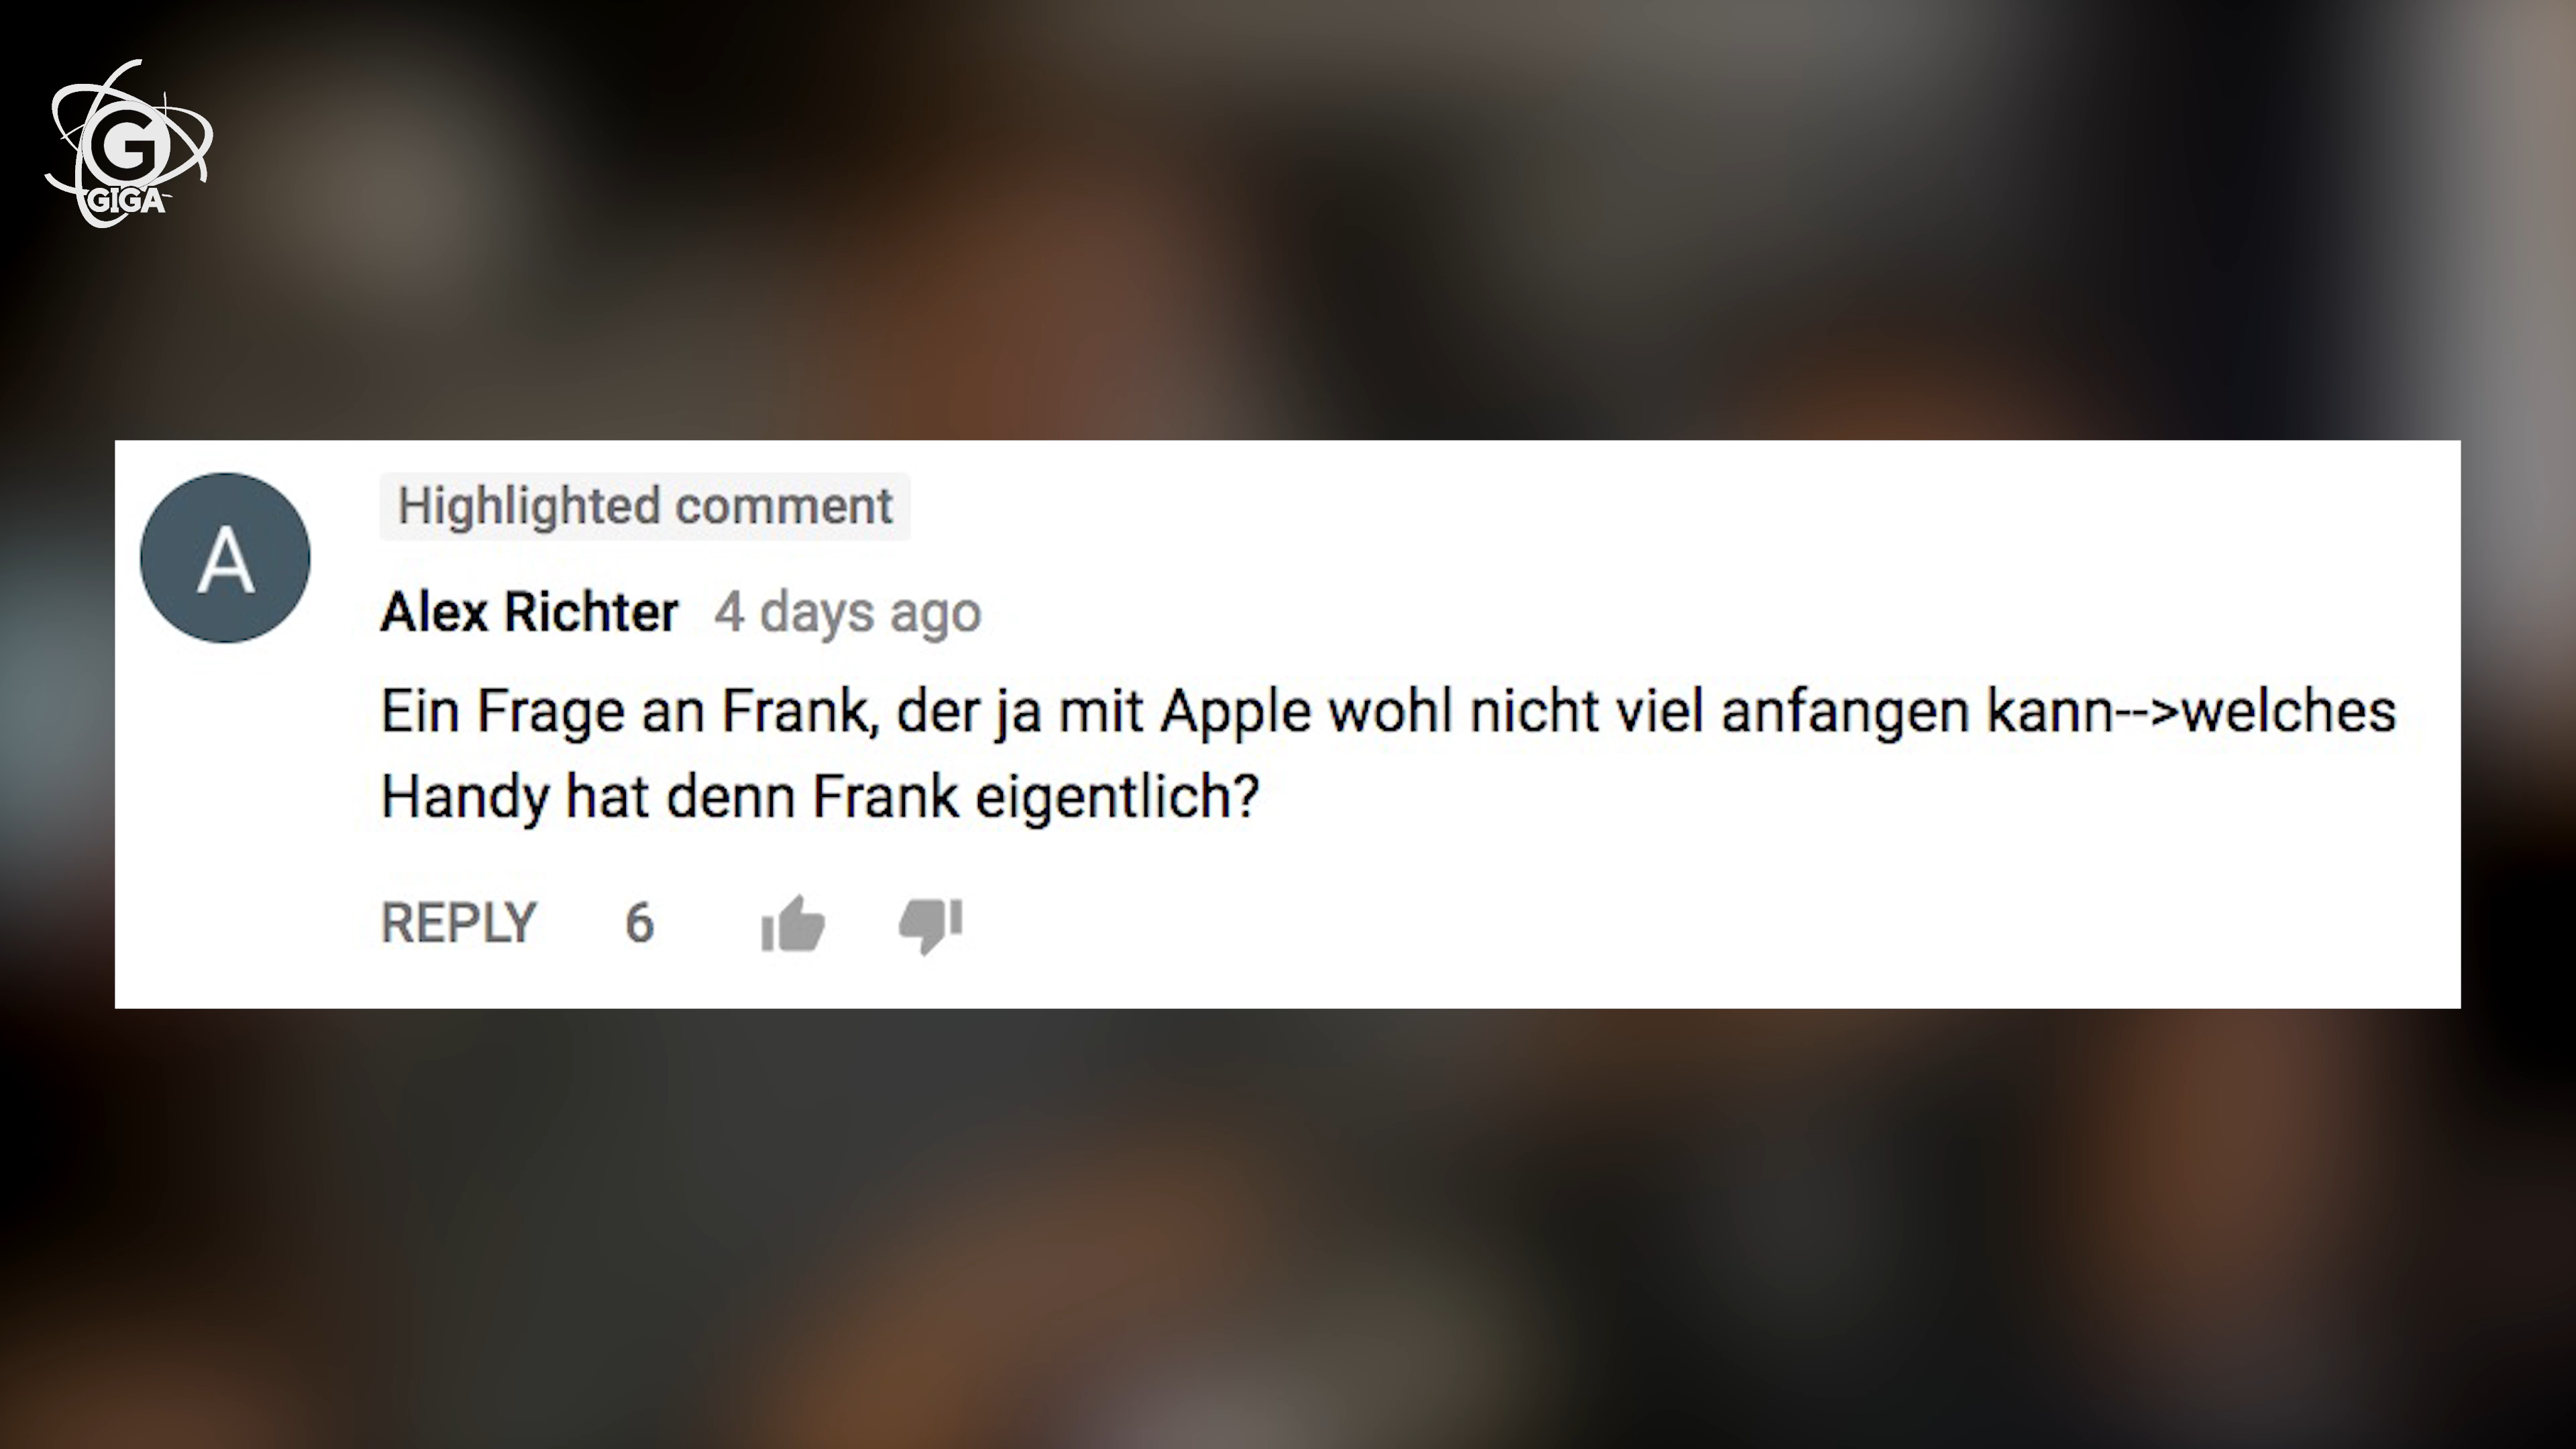 G
GIGA
A
Highlighted comment
Alex Richter 4 days ago
Ein Frage an Frank, der ja mit Apple wohl nicht viel anfangen kann-->welches
Handy hat denn Frank eigentlich?
REPLY 6